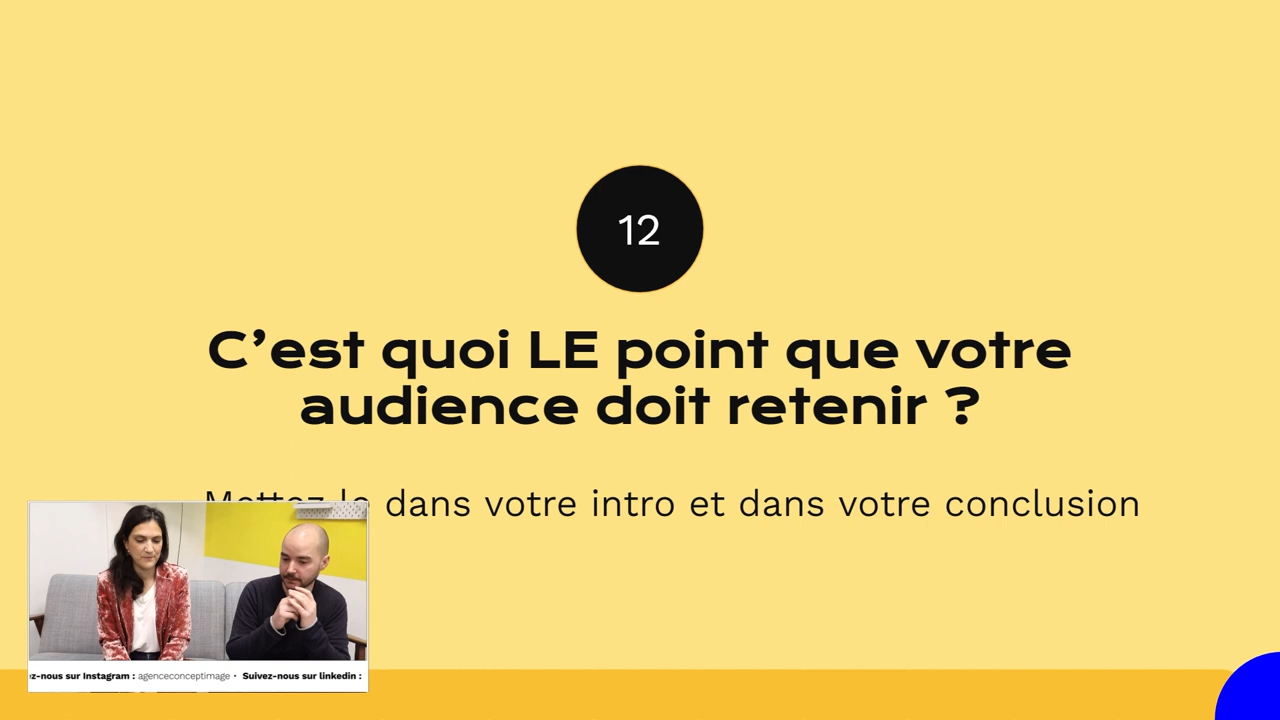 12
C’est quoi LE point que votre
audience doit retenir ?
dans votre intro et dans votre conclusion
ez-nous sur Instagram : agenceconceptimage • Suivez-nous sur linkedin :